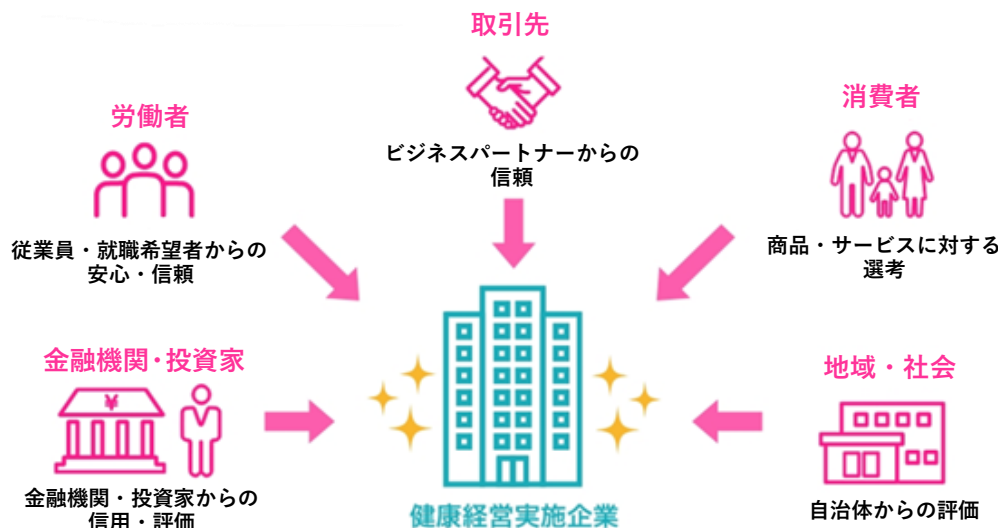 取引先
ビジネスパートナーからの
信頼
労働者
従業員・就職希望者からの
安心・信頼
消費者
商品・サービスに対する
選考
金融機関・投資家
¥
金融機関・投資家からの
信用・評価
地域・社会
自治体からの評価
健康経営実施企業